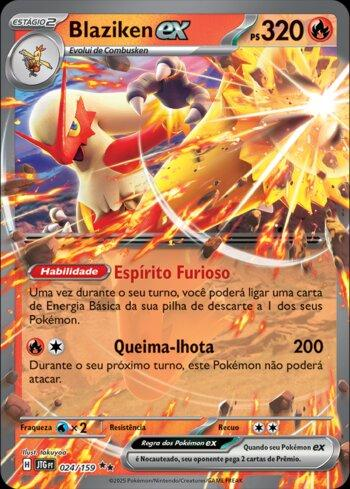 ESTÁGIO 2
Blaziken ex
PS 320
Evolui de Combusken
Habilidade Espírito Furioso
Uma vez durante o seu turno, você poderá ligar uma carta
de Energia Básica da sua pilha de descarte a 1 dos seus
Pokémon.
Queima-lhota 200
Durante o seu próximo turno, este Pokémon não poderá
atacar.
Fraqueza × 2 Resistência Recuo
Illust. takuyoa
H JTG PT 024/159
Regra dos Pokémon ex
Quando seu Pokémon ex
é Nocauteado, seu oponente pega 2 cartas de Prêmio.
©2025 Pokémon/Nintendo/Creatures/GAME FREAK